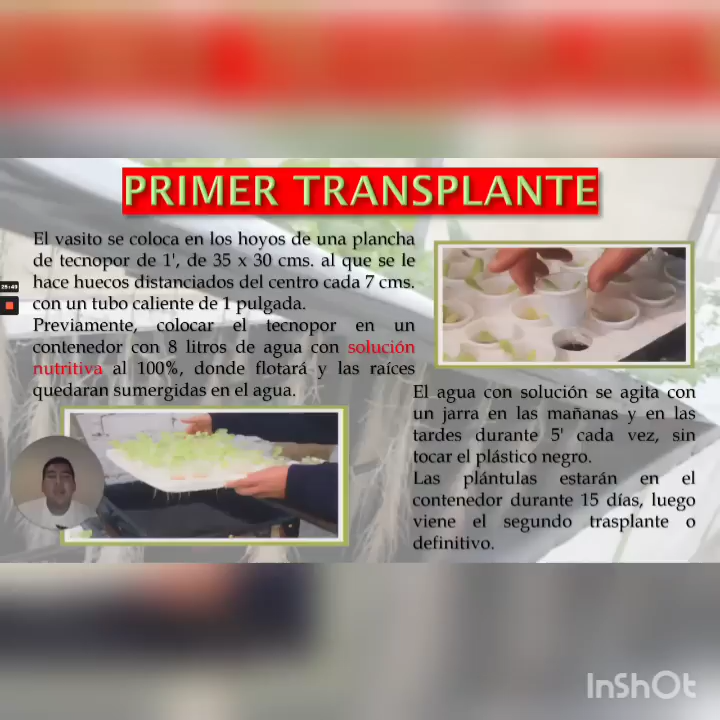 PRIMER TRANSPLANTE
El vasito se coloca en los hoyos de una plancha
de tecnopor de 1', de 35 x 30 cms. al que se le
hace huecos distanciados del centro cada 7 cms.
con un tubo caliente de 1 pulgada.
Previamente, colocar el tecnopor en un
contenedor con 8 litros de agua con solución
nutritiva al 100%, donde flotará y las raíces
quedaran sumergidas en el agua.
25:43
El agua con solución se agita con
un jarra en las mañanas y en las
tardes durante 5' cada vez, sin
tocar el plástico negro.
Las plántulas estarán en el
contenedor durante 15 días, luego
viene el segundo trasplante o
definitivo.
InShOt